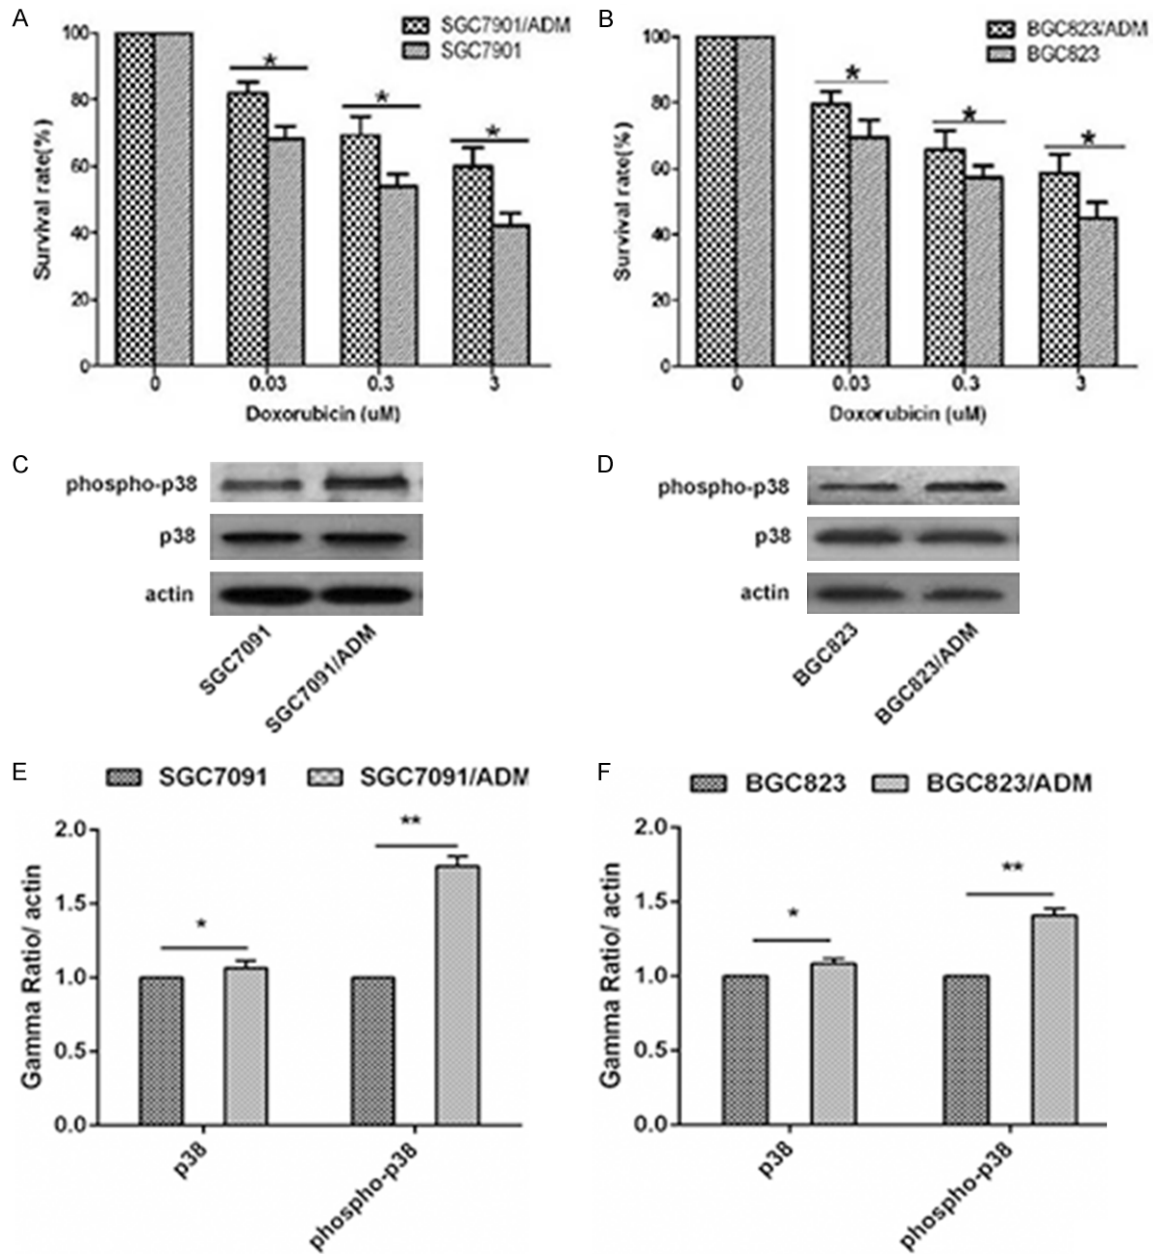 A
SGC7901/ADM
SGC7901
100
80
60
40
20
0
Survival rate(%)
*
*
*
0
0.03
0.3
3
Doxorubicin (uM)
B
BGC823/ADM
BGC823
100
80
60
40
20
0
Survival rate(%)
*
*
*
0
0.03
0.3
3
Doxorubicin (uM)
C
phospho-p38
p38
actin
SGC7091
SGC7091/ADM
D
phospho-p38
p38
actin
BGC823
BGC823/ADM
E
SGC7091
SGC7091/ADM
2.0
1.5
1.0
0.5
0.0
Gamma Ratio/ actin
*
**
p38
phospho-p38
F
BGC823
BGC823/ADM
2.0
1.5
1.0
0.5
0.0
Gamma Ratio/ actin
*
**
p38
phospho-p38